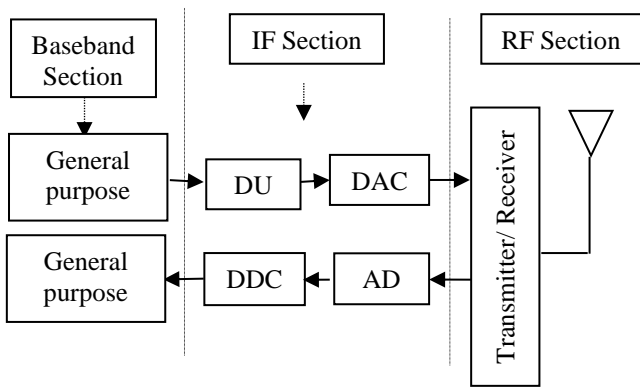 Baseband
Section
IF Section
RF Section
General
purpose
DU
DAC
Transmitter/ Receiver
General
purpose
DDC
AD